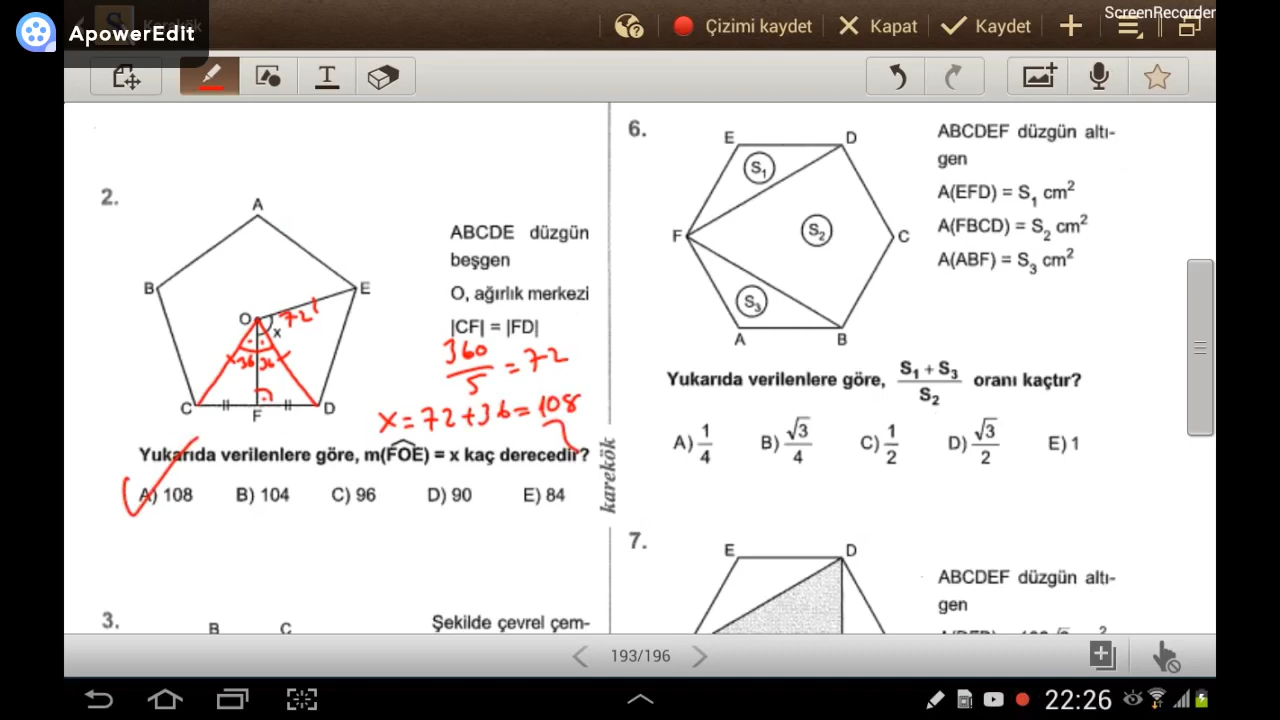 ScreenRecorder
ApowerEdit
Çizimi kaydet
Kapat
Kaydet
T
2.
A
B
E
O
x
72
36 36
C
F
D
ABCDE düzgün
beşgen
O, ağırlık merkezi
|CF| = |FD|
360/5 = 72
x = 72 + 36 = 108
Yukarıda verilenlere göre, m(FOE) = x kaç derecedir?
A) 108 B) 104 C) 96 D) 90 E) 84
3.
B C
Şekilde çevrel çem-
karekök
6.
E D
S₁
F
S₂
C
S₃
A B
ABCDEF düzgün altı-
gen
A(EFD) = S₁ cm²
A(FBCD) = S₂ cm²
A(ABF) = S₃ cm²
Yukarıda verilenlere göre, (S₁ + S₃)/S₂ oranı kaçtır?
A) 1/4 B) √3/4 C) 1/2 D) √3/2 E) 1
7.
E D
ABCDEF düzgün altı-
gen
193/196
22:26